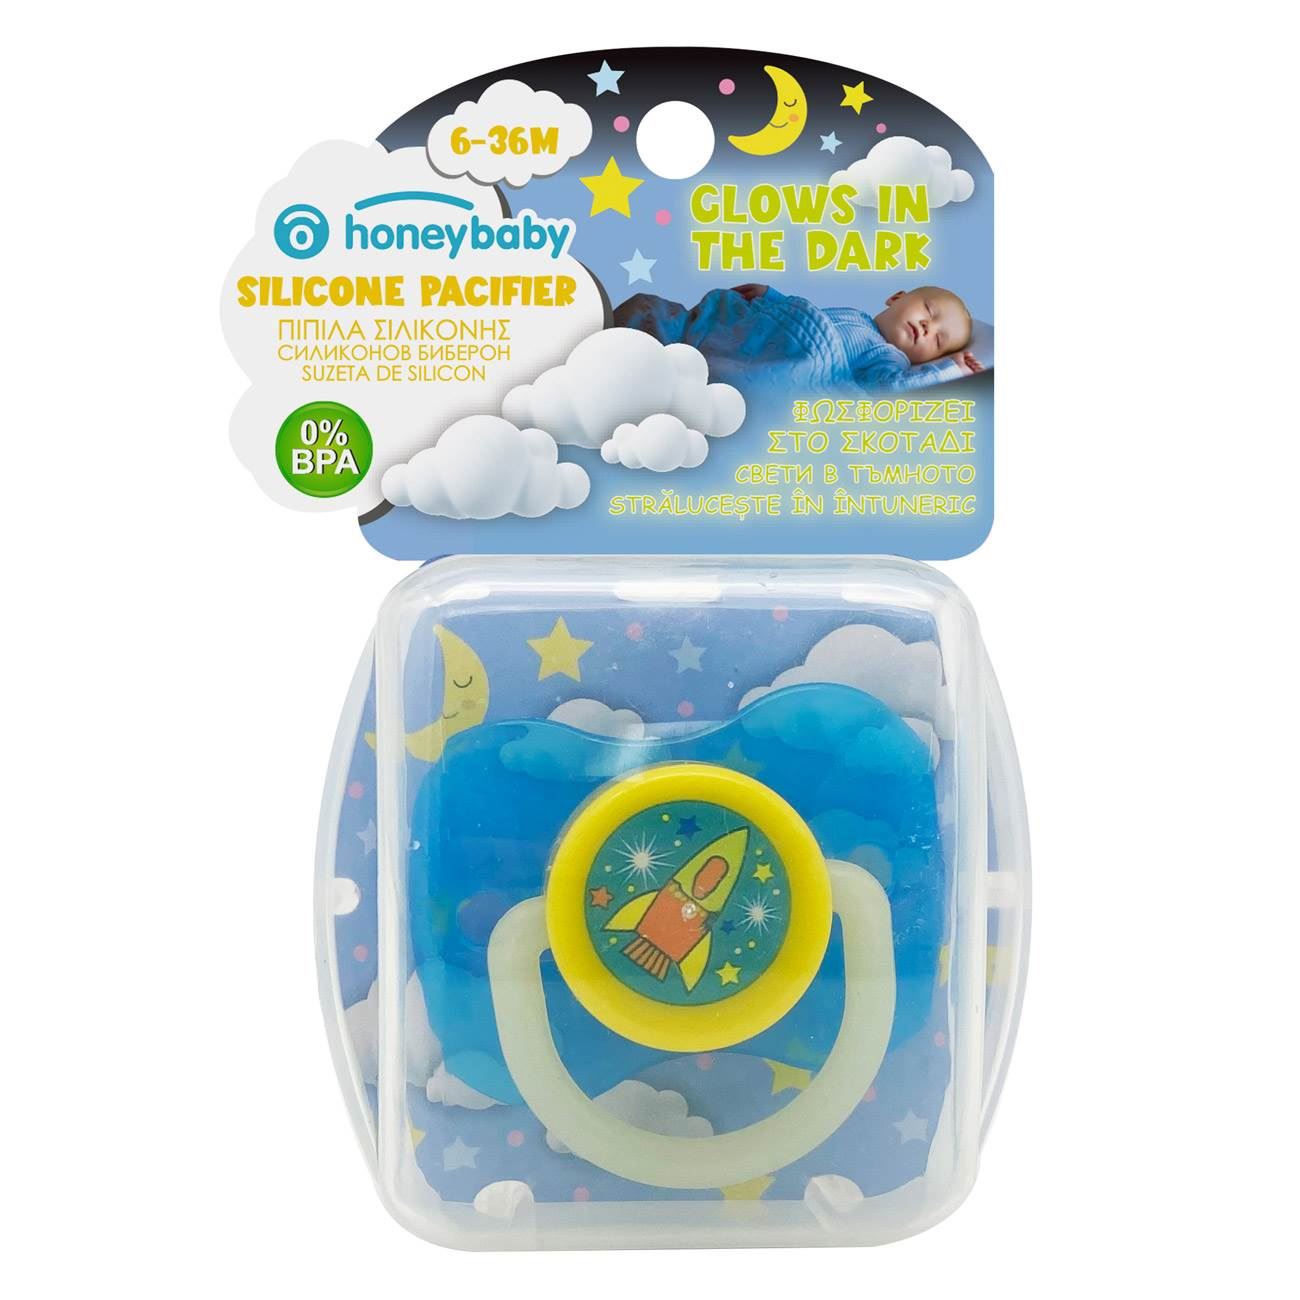 6-36M
honeybaby
SILICONE PACIFIER
ΠΙΠΙΛΑ ΣΙΛΙΚΟΝΗΣ
СИЛИКОНОВ БИБЕРОН
SUZETA DE SILICON
0%
BPA
GLOWS IN
THE DARK
ΦΩΣΦΟΡΙΖΕΙ
ΣΤΟ ΣΚΟΤΑΔΙ
СВЕТИ В ТЪМНОТО
STRĂLUCEȘTE ÎN ÎNTUNERIC